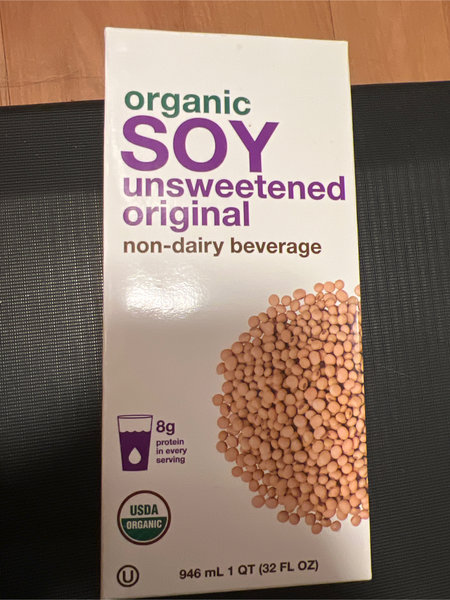 organic
SOY
unsweetened
original
non-dairy beverage
8g
protein
in every
serving
USDA
ORGANIC
U
946 mL 1 QT (32 FL OZ)